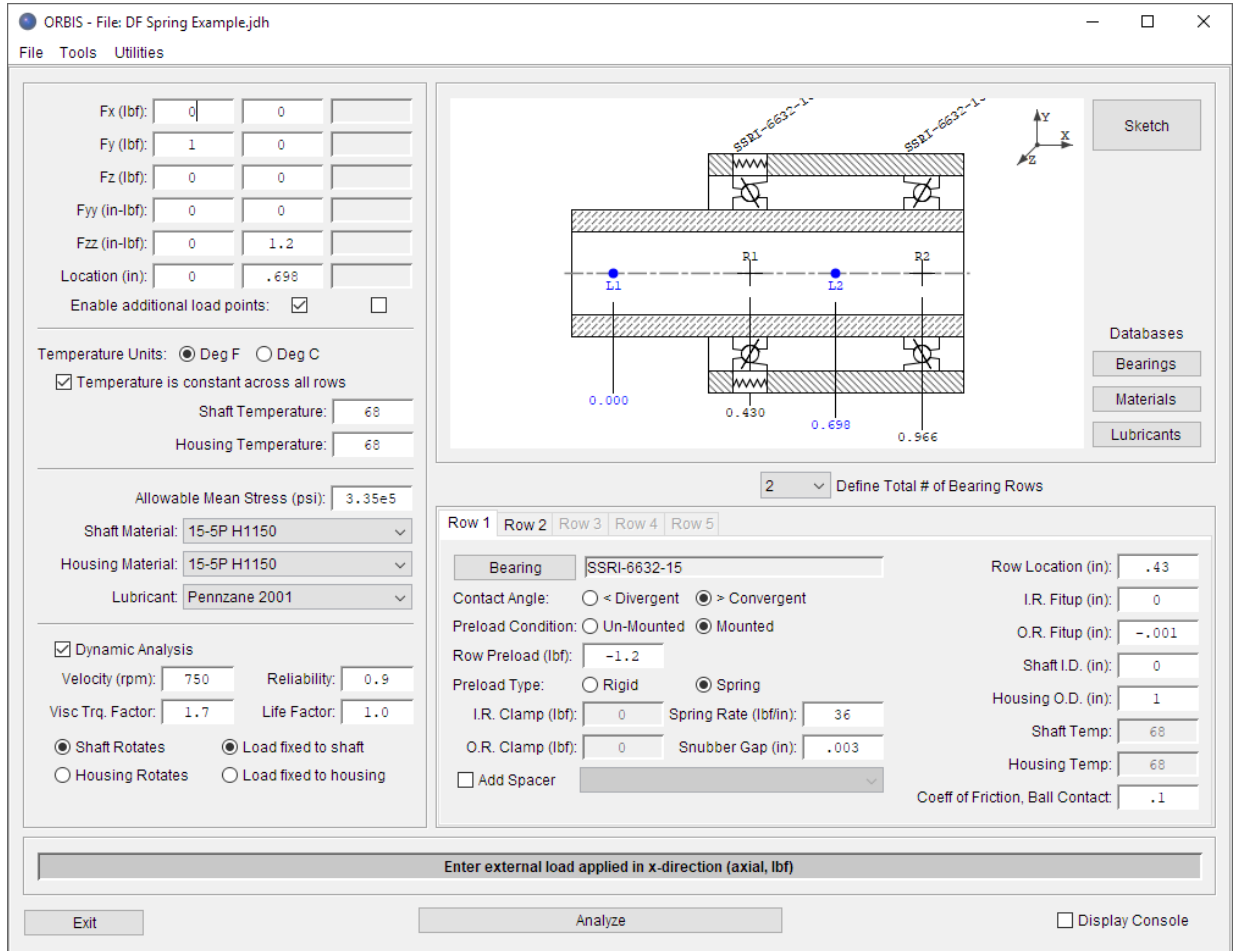 ORBIS - File: DF Spring Example.jdh
File Tools Utilities
Fx (lbf): 0 0
Fy (lbf): 1 0
Fz (lbf): 0 0
Fyy (in-lbf): 0 0
Fzz (in-lbf): 0 1.2
Location (in): 0 .698
Enable additional load points:
Temperature Units: Deg F Deg C
Temperature is constant across all rows
Shaft Temperature: 68
Housing Temperature: 68
Allowable Mean Stress (psi): 3.35e5
Shaft Material: 15-5P H1150
Housing Material: 15-5P H1150
Lubricant: Pennzane 2001
Dynamic Analysis
Velocity (rpm): 750 Reliability: 0.9
Visc Trq. Factor: 1.7 Life Factor: 1.0
Shaft Rotates Load fixed to shaft
Housing Rotates Load fixed to housing
SSRI-6632-1 SSRI-6632-1
Y
X
Z
R1 R2
L1 L2
0.000 0.430 0.698 0.966
Sketch
Databases
Bearings
Materials
Lubricants
2 Define Total # of Bearing Rows
Row 1 Row 2 Row 3 Row 4 Row 5
Bearing SSRI-6632-15
Contact Angle: < Divergent > Convergent
Preload Condition: Un-Mounted Mounted
Row Preload (lbf): -1.2
Preload Type: Rigid Spring
I.R. Clamp (lbf): 0 Spring Rate (lbf/in): 36
O.R. Clamp (lbf): 0 Snubber Gap (in): .003
Add Spacer
Row Location (in): .43
I.R. Fitup (in): 0
O.R. Fitup (in): -.001
Shaft I.D. (in): 0
Housing O.D. (in): 1
Shaft Temp: 68
Housing Temp: 68
Coeff of Friction, Ball Contact: .1
Enter external load applied in x-direction (axial, lbf)
Exit Analyze Display Console